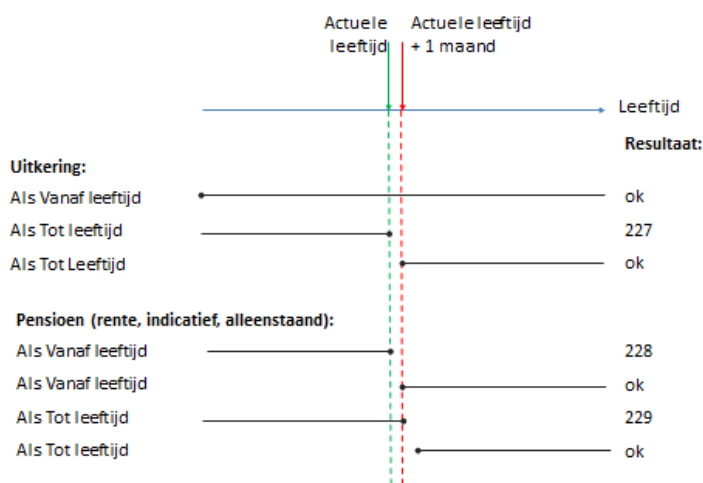 Actuele leeftijd
Actuele leeftijd + 1 maand
Leeftijd
Resultaat:
Uitkering:
Als Vanaf leeftijd ok
Als Tot leeftijd 227
Als Tot Leeftijd ok
Pensioen (rente, indicatief, alleenstaand):
Als Vanaf leeftijd 228
Als Vanaf leeftijd ok
Als Tot leeftijd 229
Als Tot leeftijd ok